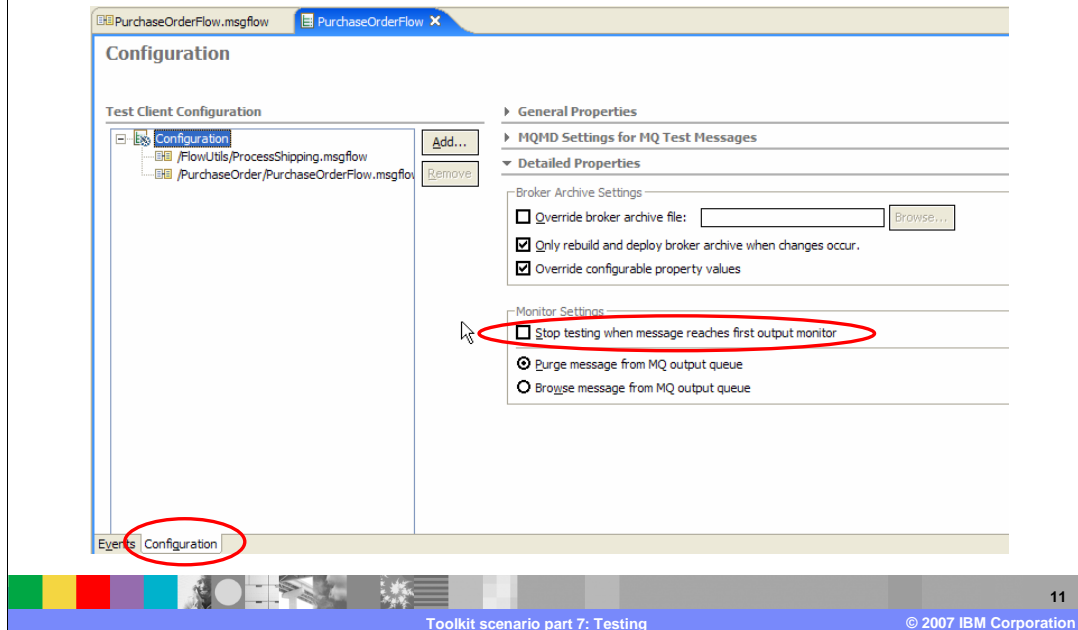 PurchaseOrderFlow.msgflow
PurchaseOrderFlow
Configuration
Test Client Configuration
Configuration
/FlowUtils/ProcessShipping.msgflow
/PurchaseOrder/PurchaseOrderFlow.msgflov
Add...
Remove
General Properties
MQMD Settings for MQ Test Messages
Detailed Properties
Broker Archive Settings
Override broker archive file:
Browse...
Only rebuild and deploy broker archive when changes occur.
Override configurable property values
Monitor Settings
Stop testing when message reaches first output monitor
Purge message from MQ output queue
Browse message from MQ output queue
Events
Configuration
11
Toolkit scenario part 7: Testing
© 2007 IBM Corporation